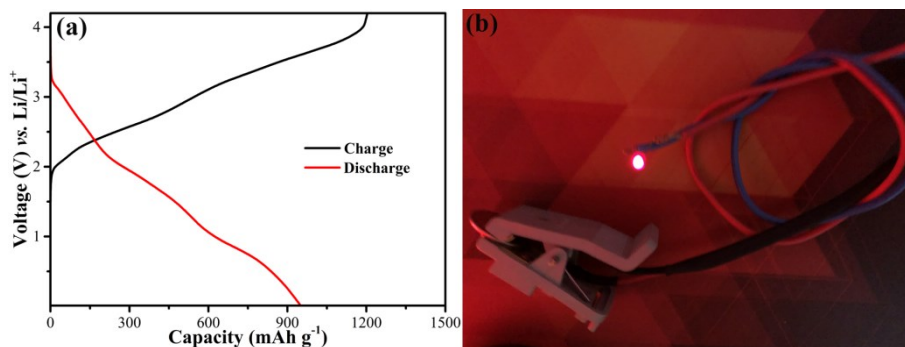 (a)
Voltage (V) vs. Li/Li⁺
4
3
2
1
Charge
Discharge
0 300 600 900 1200 1500
Capacity (mAh g⁻¹)
(b)